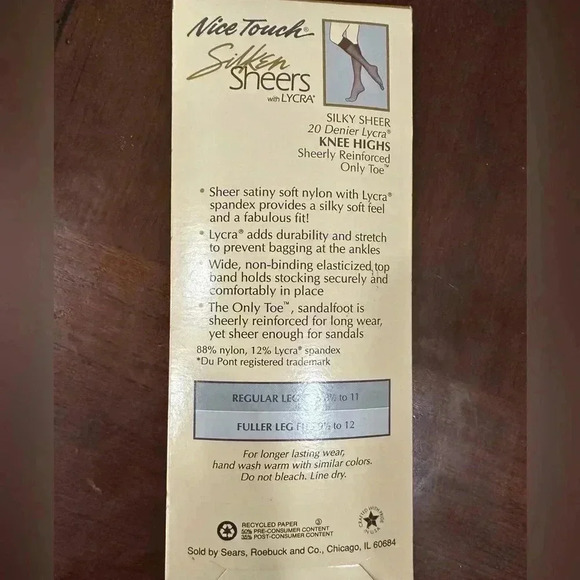 Nice Touch®
Silken
Sheers
with LYCRA®
SILKY SHEER
20 Denier Lycra®
KNEE HIGHS
Sheerly Reinforced
Only Toe™
• Sheer satiny soft nylon with Lycra®
spandex provides a silky soft feel
and a fabulous fit!
• Lycra® adds durability and stretch
to prevent bagging at the ankles
• Wide, non-binding elasticized top
band holds stocking securely and
comfortably in place
• The Only Toe™, sandalfoot is
sheerly reinforced for long wear,
yet sheer enough for sandals
88% nylon, 12% Lycra® spandex
*Du Pont registered trademark
REGULAR LEG to 11
FULLER LEG to 12
For longer lasting wear,
hand wash warm with similar colors.
Do not bleach. Line dry.
RECYCLED PAPER
50% PRE-CONSUMER CONTENT
35% POST-CONSUMER CONTENT
CRAFTED WITH PRIDE
IN U.S.A.
Sold by Sears, Roebuck and Co., Chicago, IL 60684